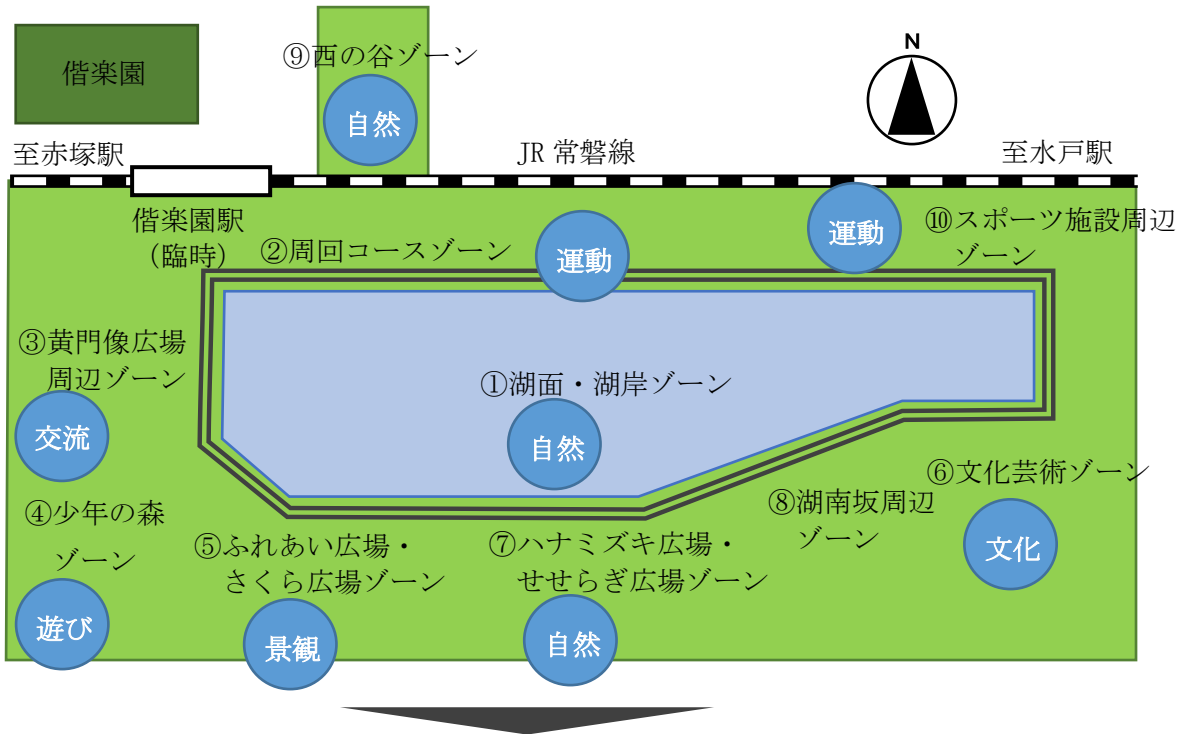 偕楽園
⑨西の谷ゾーン
自然
N
至赤塚駅
JR 常磐線
至水戸駅
偕楽園駅
（臨時）
②周回コースゾーン
運動
運動
⑩スポーツ施設周辺
ゾーン
③黄門像広場
周辺ゾーン
交流
①湖面・湖岸ゾーン
自然
④少年の森
ゾーン
遊び
⑤ふれあい広場・
さくら広場ゾーン
景観
⑦ハナミズキ広場・
せせらぎ広場ゾーン
自然
⑧湖南坂周辺
ゾーン
⑥文化芸術ゾーン
文化